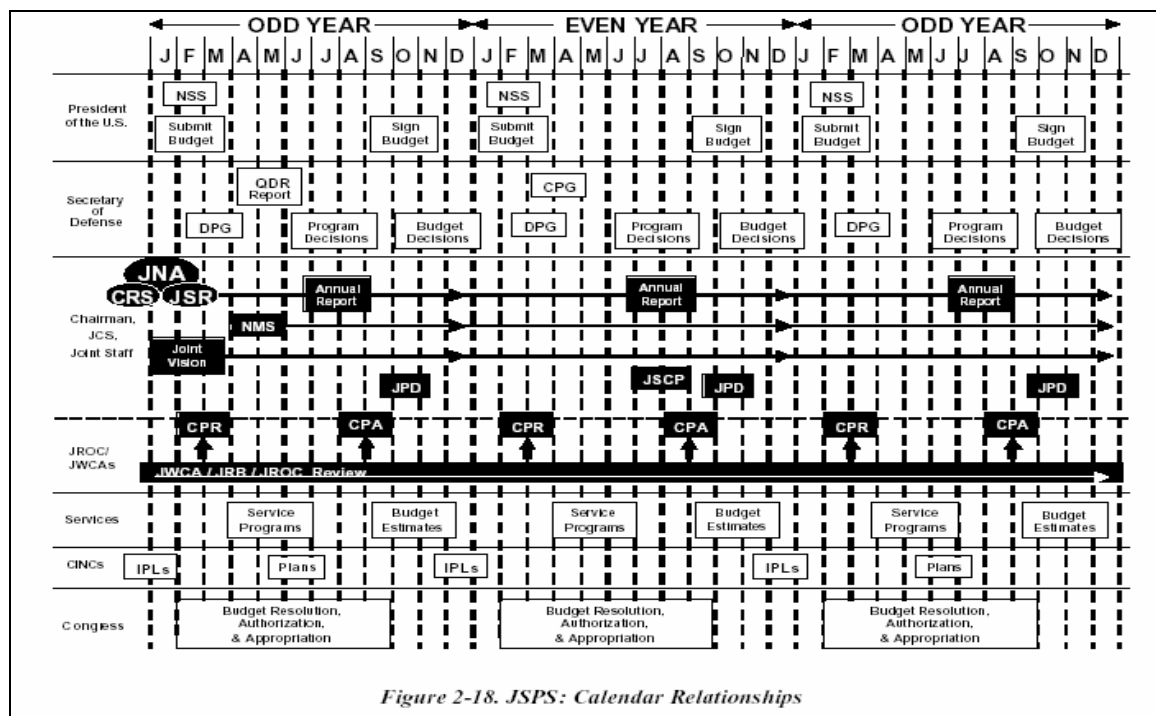 ODD YEAR EVEN YEAR ODD YEAR
J F M A M J J A S O N D J F M A M J J A S O N D J F M A M J J A S O N D
President
of the U.S.
NSS NSS NSS
Submit Budget
Sign Budget
Submit Budget
Sign Budget
Submit Budget
Sign Budget
Secretary
of
Defense
QDR
Report
CPG
DPG
Program
Decisions
Budget
Decisions
DPG
Program
Decisions
Budget
Decisions
DPG
Program
Decisions
Budget
Decisions
Chairman,
JCS,
Joint Staff
JNA
CRS JSR
Annual
Report
Annual
Report
Annual
Report
NMS
Joint
Vision
JPD JSCP JPD JPD
JROC/
JWCAs
CPR CPA CPR CPA CPR CPA
JWCA / JRB / JROC Review
Services
Service
Programs
Budget
Estimates
Service
Programs
Budget
Estimates
Service
Programs
Budget
Estimates
CINCs
IPLs Plans IPLs IPLs Plans
Congress
Budget Resolution,
Authorization,
& Appropriation
Budget Resolution,
Authorization,
& Appropriation
Budget Resolution,
Authorization,
& Appropriation
Figure 2-18. JSPS: Calendar Relationships